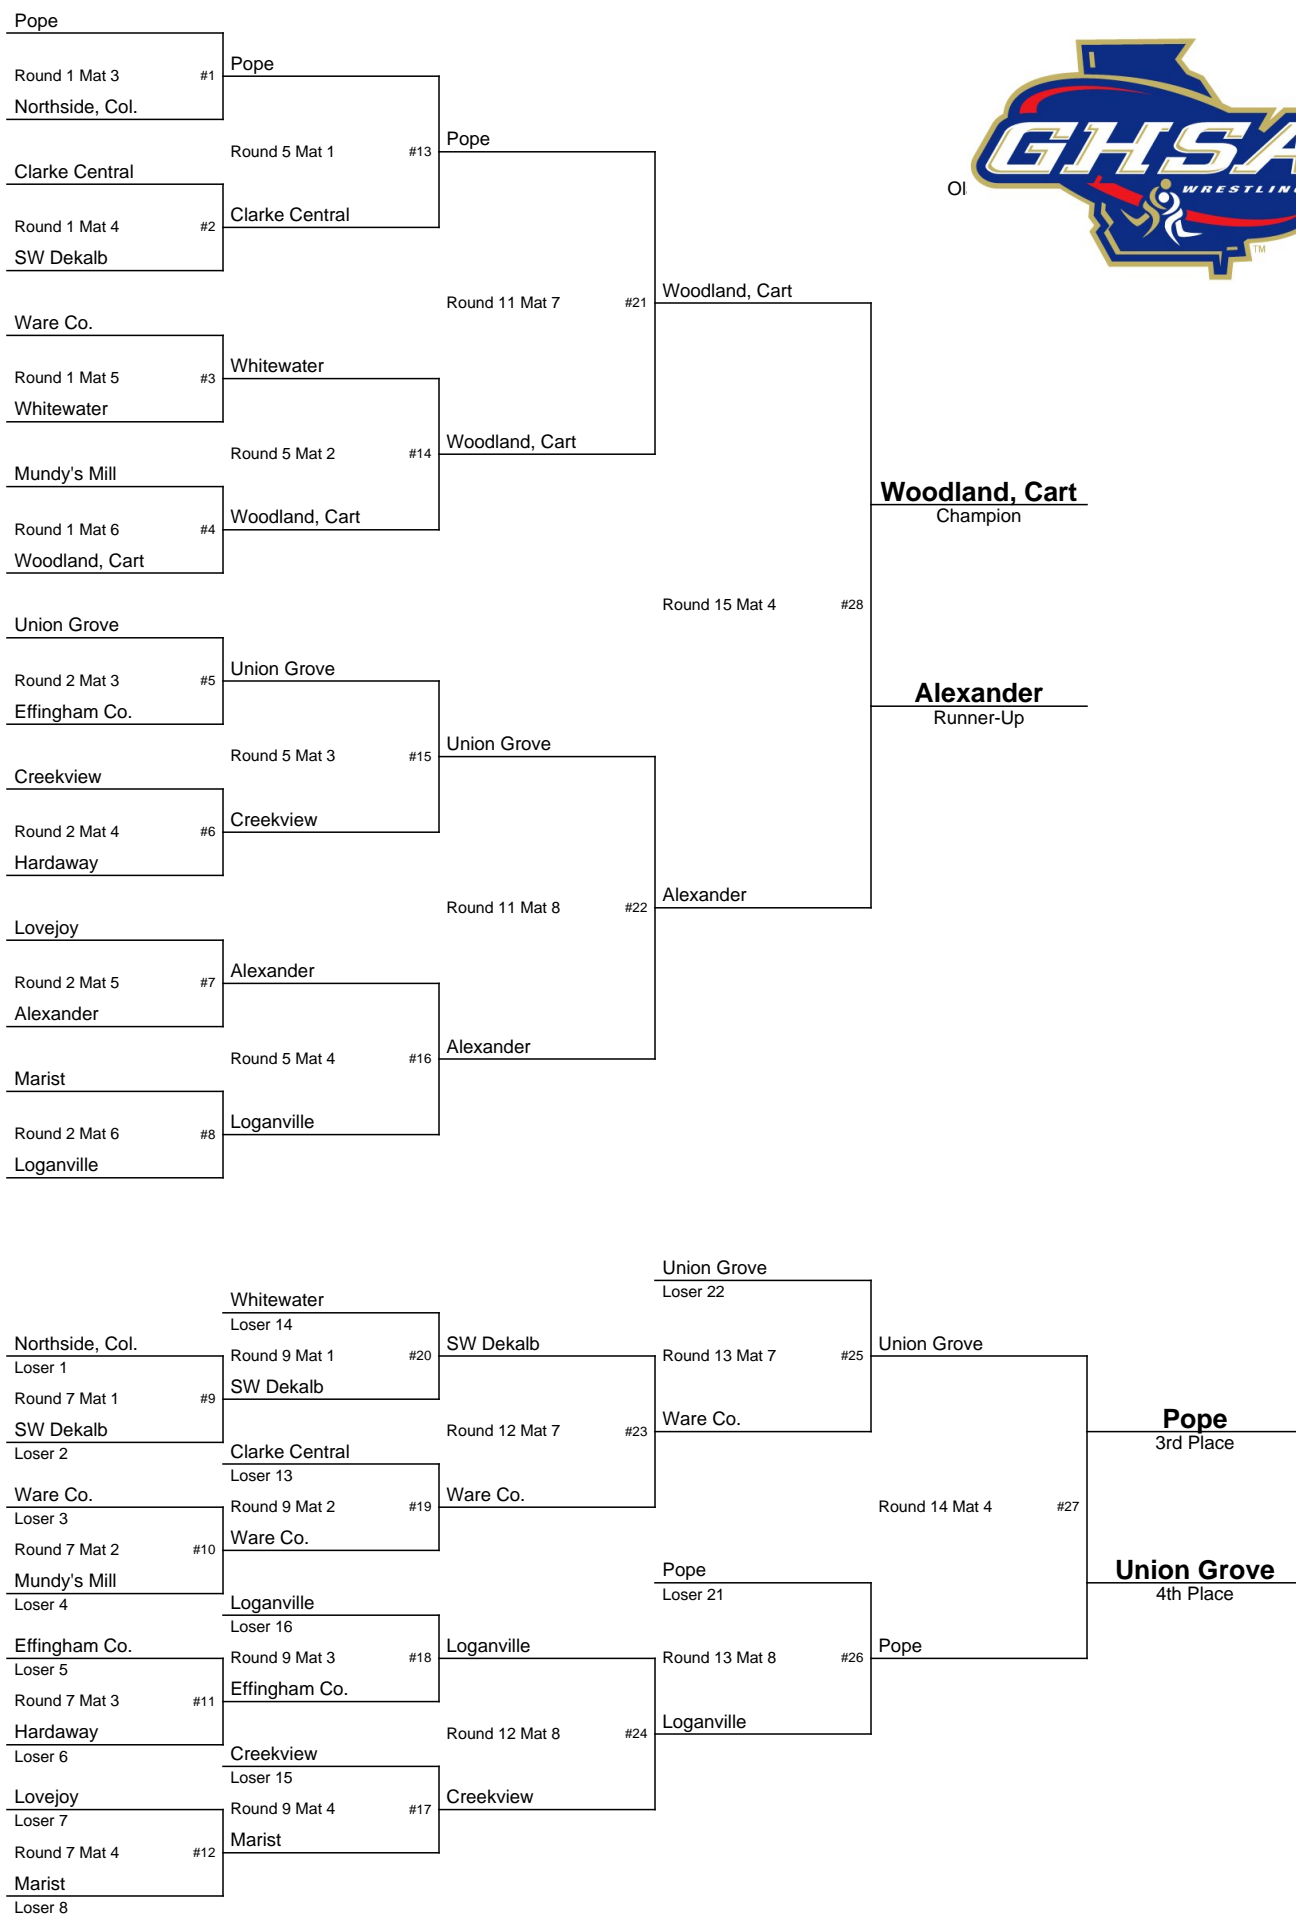 Pope
Round 1 Mat 3 #1
Northside, Col.
Pope
Clarke Central
Round 1 Mat 4 #2
SW Dekalb
Clarke Central
Round 5 Mat 1 #13
Pope
Ware Co.
Round 1 Mat 5 #3
Whitewater
Whitewater
Mundy's Mill
Round 1 Mat 6 #4
Woodland, Cart
Woodland, Cart
Round 5 Mat 2 #14
Woodland, Cart
Round 11 Mat 7 #21
Woodland, Cart
Union Grove
Round 2 Mat 3 #5
Effingham Co.
Union Grove
Creekview
Round 2 Mat 4 #6
Hardaway
Creekview
Round 5 Mat 3 #15
Union Grove
Lovejoy
Round 2 Mat 5 #7
Alexander
Alexander
Marist
Round 2 Mat 6 #8
Loganville
Loganville
Round 5 Mat 4 #16
Alexander
Round 11 Mat 8 #22
Alexander
Round 15 Mat 4 #28
Woodland, Cart
Champion
Alexander
Runner-Up
GHSA
WRESTLING
TM
Northside, Col.
Loser 1
Round 7 Mat 1 #9
SW Dekalb
Loser 2
Whitewater
Loser 14
Round 9 Mat 1 #20
SW Dekalb
SW Dekalb
Ware Co.
Loser 3
Round 7 Mat 2 #10
Mundy's Mill
Loser 4
Clarke Central
Loser 13
Round 9 Mat 2 #19
Ware Co.
Ware Co.
Round 12 Mat 7 #23
Ware Co.
Union Grove
Loser 22
Round 13 Mat 7 #25
Union Grove
Effingham Co.
Loser 5
Round 7 Mat 3 #11
Hardaway
Loser 6
Loganville
Loser 16
Round 9 Mat 3 #18
Effingham Co.
Loganville
Lovejoy
Loser 7
Round 7 Mat 4 #12
Marist
Loser 8
Creekview
Loser 15
Round 9 Mat 4 #17
Marist
Creekview
Round 12 Mat 8 #24
Loganville
Pope
Loser 21
Round 13 Mat 8 #26
Pope
Round 14 Mat 4 #27
Pope
3rd Place
Union Grove
4th Place